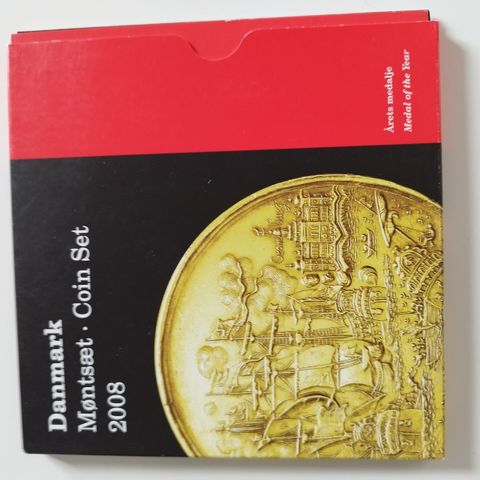 Danmark
Møntsæt · Coin Set
2008
Årets medalje
Medal of the Year